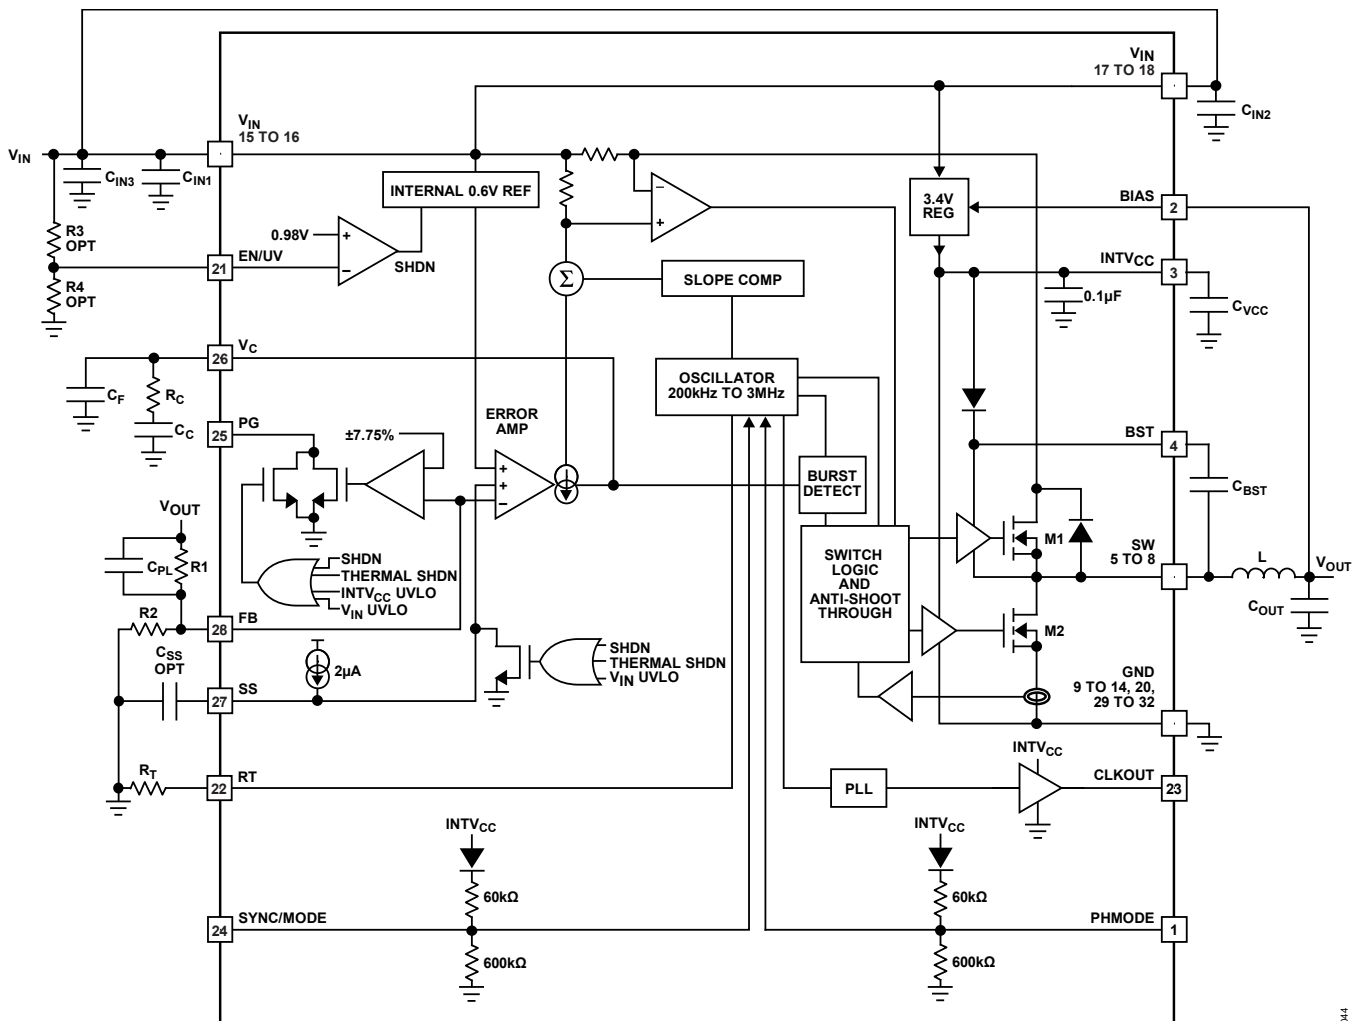 VIN
17 TO 18
CIN2
VIN
15 TO 16
VIN
CIN3
CIN1
INTERNAL 0.6V REF
−
+
3.4V
REG
BIAS
2
R3
OPT
0.98V
+
−
SHDN
EN/UV
21
R4
OPT
Σ
SLOPE COMP
INTVCC
3
0.1µF
CVCC
VC
26
CF
RC
CC
OSCILLATOR
200kHz TO 3MHz
PG
25
±7.75%
ERROR
AMP
+
+
−
BURST
DETECT
BST
4
CBST
VOUT
CPL
R1
SHDN
THERMAL SHDN
INTVCC UVLO
VIN UVLO
SWITCH
LOGIC
AND
ANTI-SHOOT
THROUGH
M1
SW
5 TO 8
L
VOUT
COUT
R2
FB
28
M2
CSS
OPT
SS
27
2µA
SHDN
THERMAL SHDN
VIN UVLO
GND
9 TO 14, 20,
29 TO 32
RT
RT
22
PLL
INTVCC
CLKOUT
23
INTVCC
60kΩ
INTVCC
60kΩ
SYNC/MODE
24
PHMODE
1
600kΩ
600kΩ